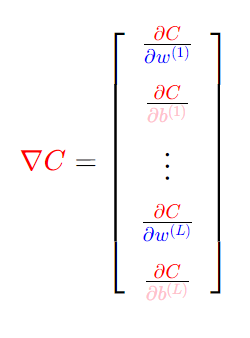 ∇C = [
∂C/∂w⁽¹⁾
∂C/∂b⁽¹⁾
⋮
∂C/∂w⁽ᴸ⁾
∂C/∂b⁽ᴸ⁾
]